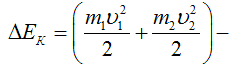 ΔE_K = (m₁υ₁²/2 + m₂υ₂²/2) −